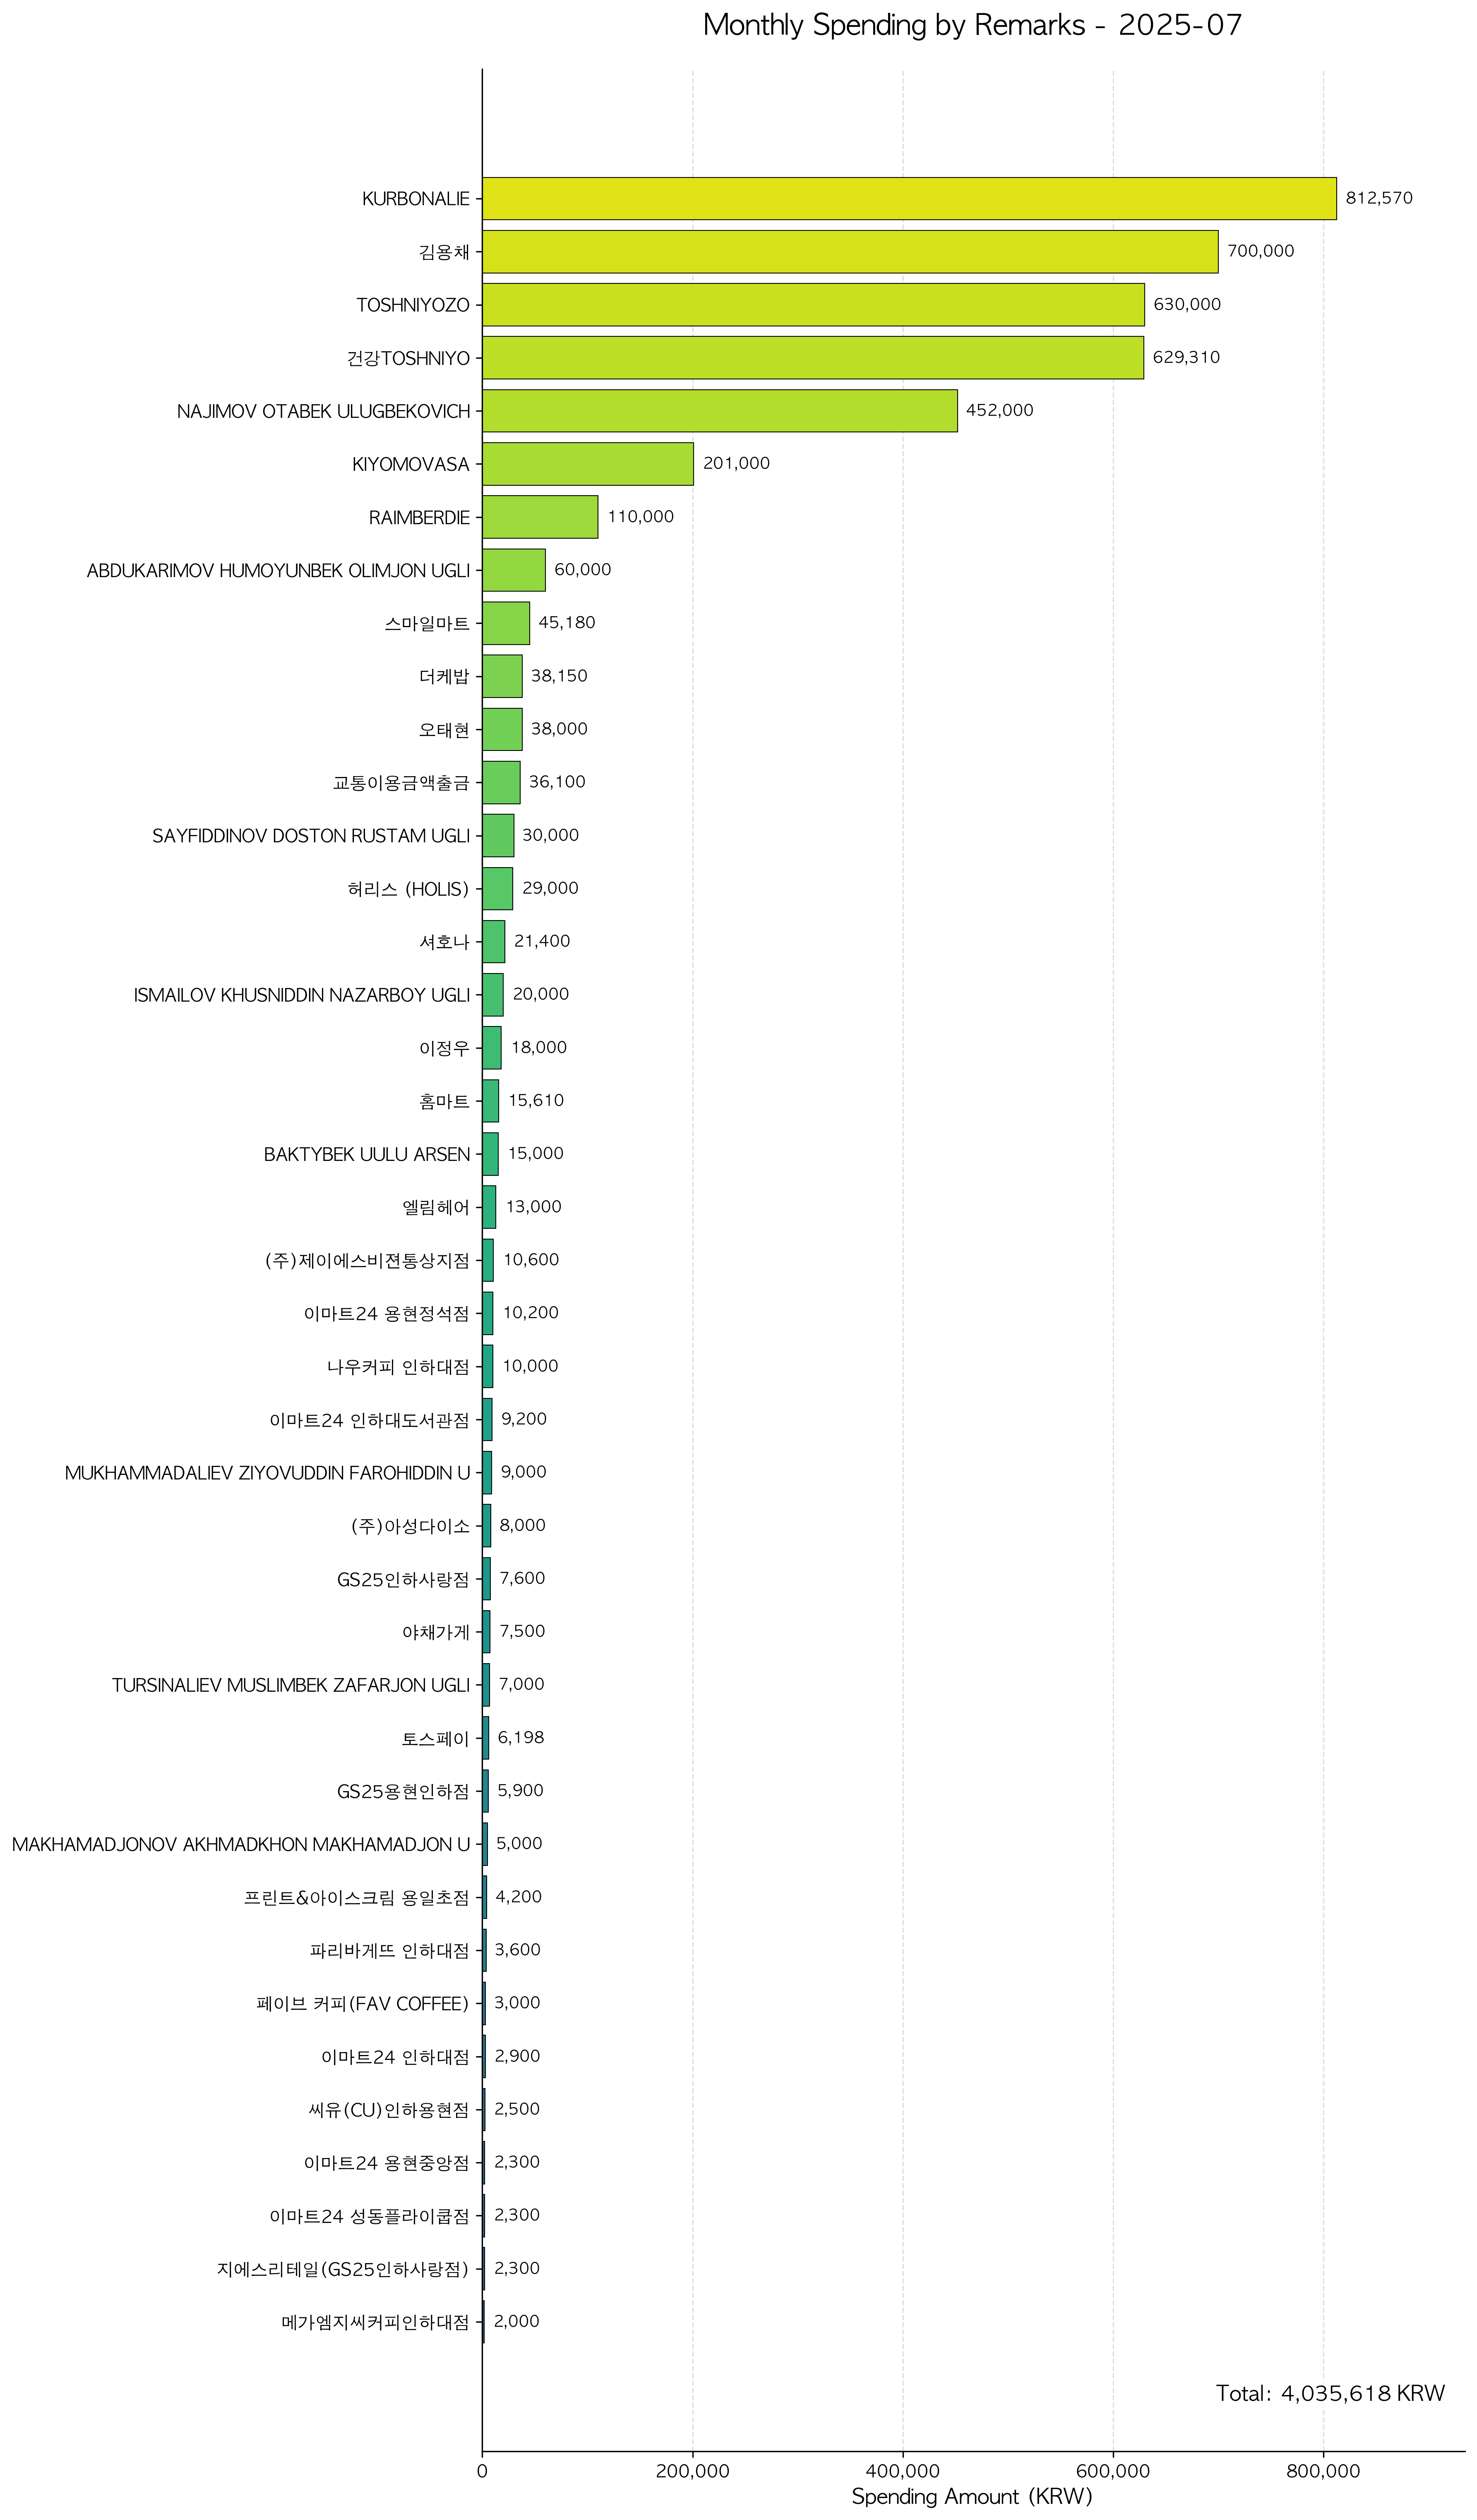 Monthly Spending by Remarks - 2025-07
KURBONALIE 812,570
김용채 700,000
TOSHNIYOZO 630,000
건강TOSHNIYO 629,310
NAJIMOV OTABEK ULUGBEKOVICH 452,000
KIYOMOVASA 201,000
RAIMBERDIE 110,000
ABDUKARIMOV HUMOYUNBEK OLIMJON UGLI 60,000
스마일마트 45,180
더케밥 38,150
오태현 38,000
교통이용금액출금 36,100
SAYFIDDINOV DOSTON RUSTAM UGLI 30,000
허리스 (HOLIS) 29,000
셔호나 21,400
ISMAILOV KHUSNIDDIN NAZARBOY UGLI 20,000
이정우 18,000
홈마트 15,610
BAKTYBEK UULU ARSEN 15,000
엘림헤어 13,000
(주)제이에스비젼통상지점 10,600
이마트24 용현정석점 10,200
나우커피 인하대점 10,000
이마트24 인하대도서관점 9,200
MUKHAMMADALIEV ZIYOVUDDIN FAROHIDDIN U 9,000
(주)아성다이소 8,000
GS25인하사랑점 7,600
야채가게 7,500
TURSINALIEV MUSLIMBEK ZAFARJON UGLI 7,000
토스페이 6,198
GS25용현인하점 5,900
MAKHAMADJONOV AKHMADKHON MAKHAMADJON U 5,000
프린트&아이스크림 용일초점 4,200
파리바게뜨 인하대점 3,600
페이브 커피(FAV COFFEE) 3,000
이마트24 인하대점 2,900
씨유(CU)인하용현점 2,500
이마트24 용현중앙점 2,300
이마트24 성동플라이쿱점 2,300
지에스리테일(GS25인하사랑점) 2,300
메가엠지씨커피인하대점 2,000
Total: 4,035,618 KRW
0 200,000 400,000 600,000 800,000
Spending Amount (KRW)